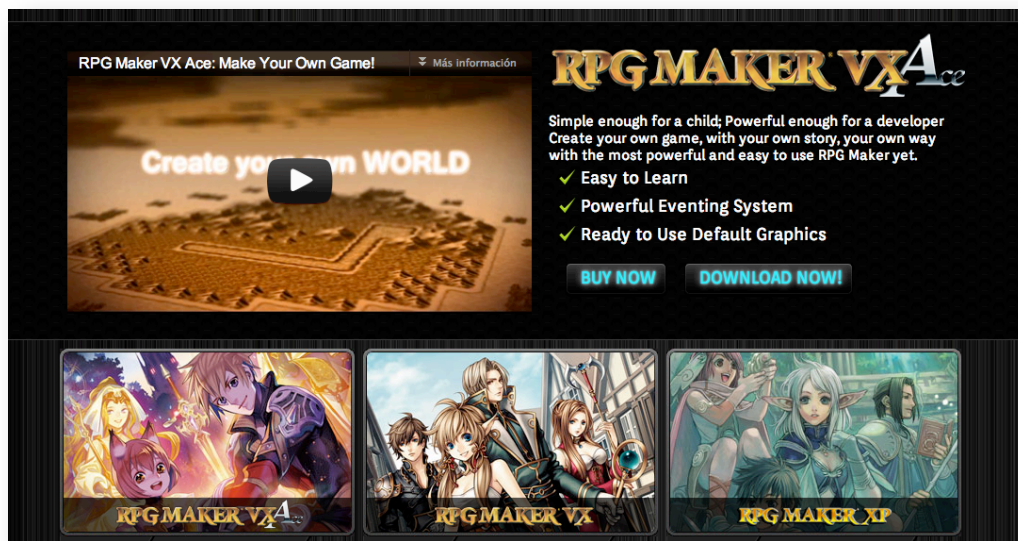 RPG Maker VX Ace: Make Your Own Game!
Más información
Create your own WORLD
RPG MAKER VX Ace
Simple enough for a child; Powerful enough for a developer
Create your own game, with your own story, your own way
with the most powerful and easy to use RPG Maker yet.
Easy to Learn
Powerful Eventing System
Ready to Use Default Graphics
BUY NOW
DOWNLOAD NOW!
RPG MAKER VX Ace
RPG MAKER VX
RPG MAKER XP